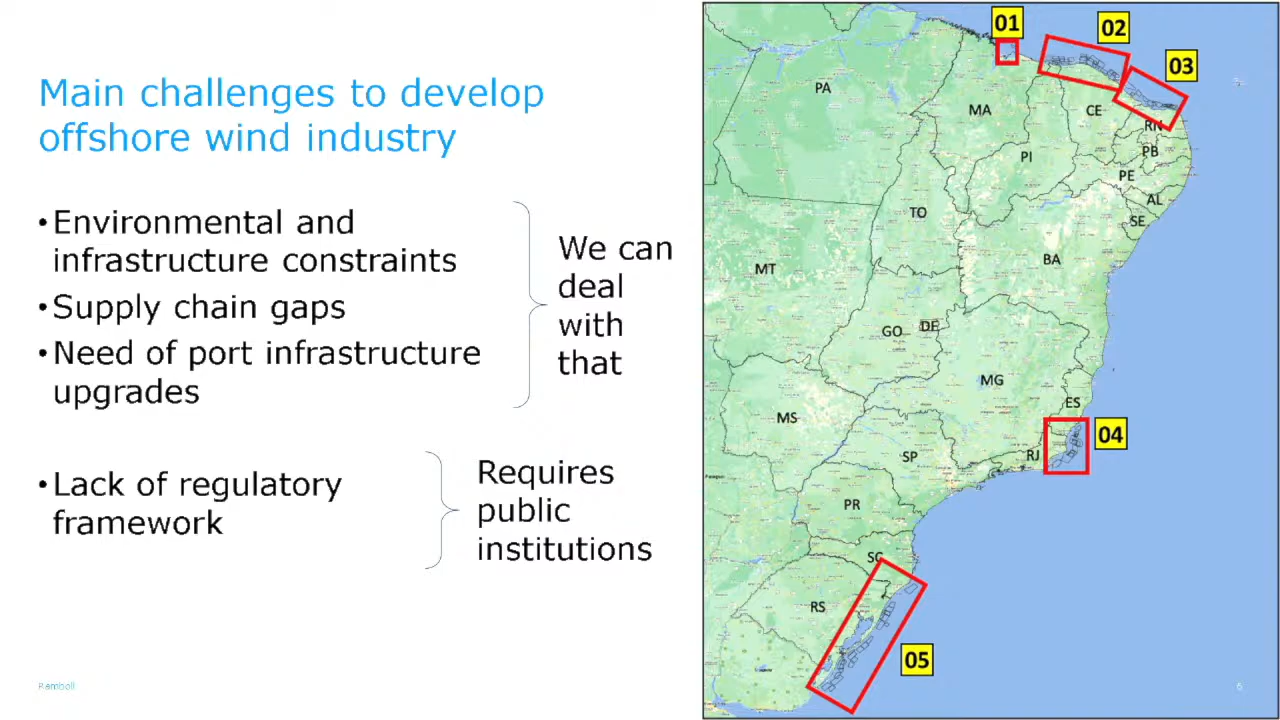 Main challenges to develop
offshore wind industry
•Environmental and
infrastructure constraints
•Supply chain gaps
•Need of port infrastructure
upgrades
We can
deal
with
that
•Lack of regulatory
framework
Requires
public
institutions
Ramboll
6
01
02
03
PA
MA
CE
RN
PI
PB
PE
AL
SE
TO
BA
MT
GO
DF
MG
ES
MS
04
SP
RJ
PR
SC
RS
05